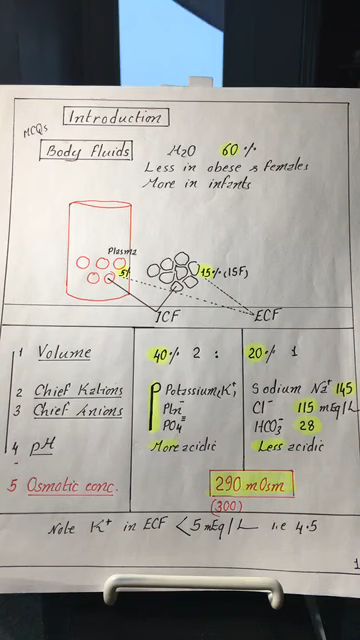 Introduction
MCQs
Body fluids
H2O 60 %
Less in obese & females
More in infants
Plasma
5%
15% (ISF)
ICF
ECF
1 Volume 40% 2 : 20% 1
2 Chief Kations Potassium(K+) Sodium Na+ 145
3 Chief Anions Ptn- Cl- 115 mEq/L
PO4≡ HCO3- 28
4 pH More acidic Less acidic
5 Osmotic conc. 290 mOsm
(300)
Note K+ in ECF < 5 mEq/L i.e 4.5
1